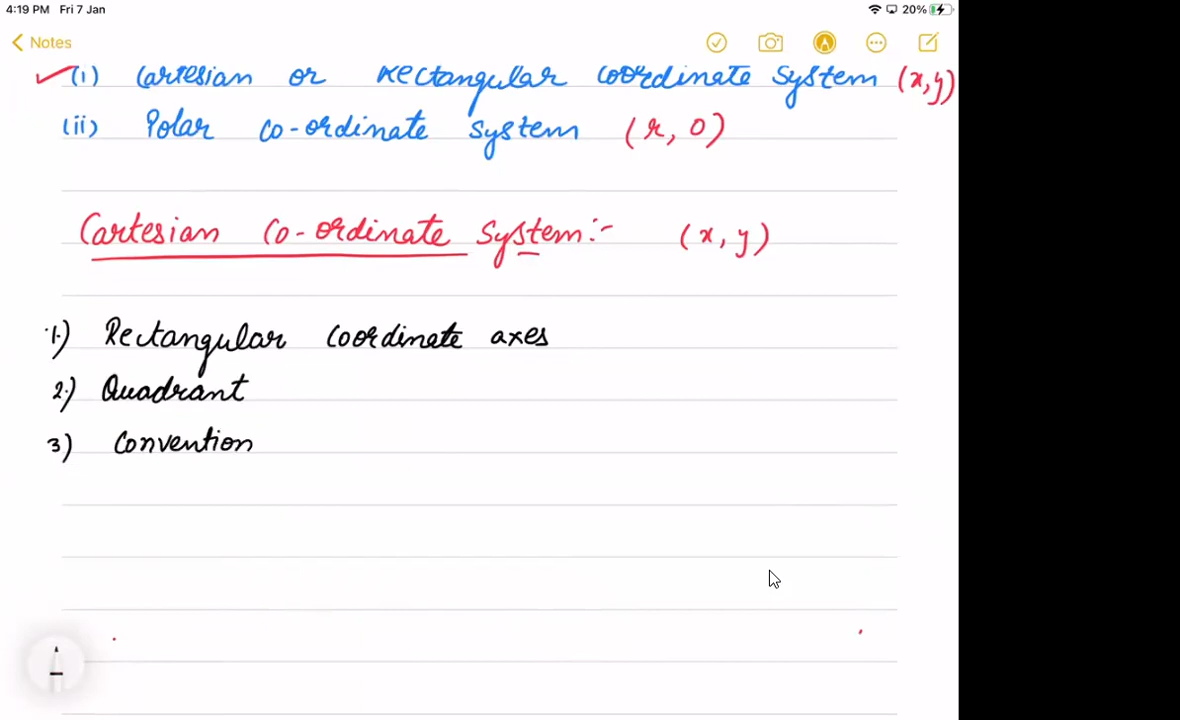 4:19 PM Fri 7 Jan 20%
Notes
(i) Cartesian or Rectangular coordinate system (x,y)
(ii) Polar co-ordinate system (r, 0)
Cartesian Co-ordinate System:- (x, y)
1.) Rectangular coordinate axes
2.) Quadrant
3) Convention